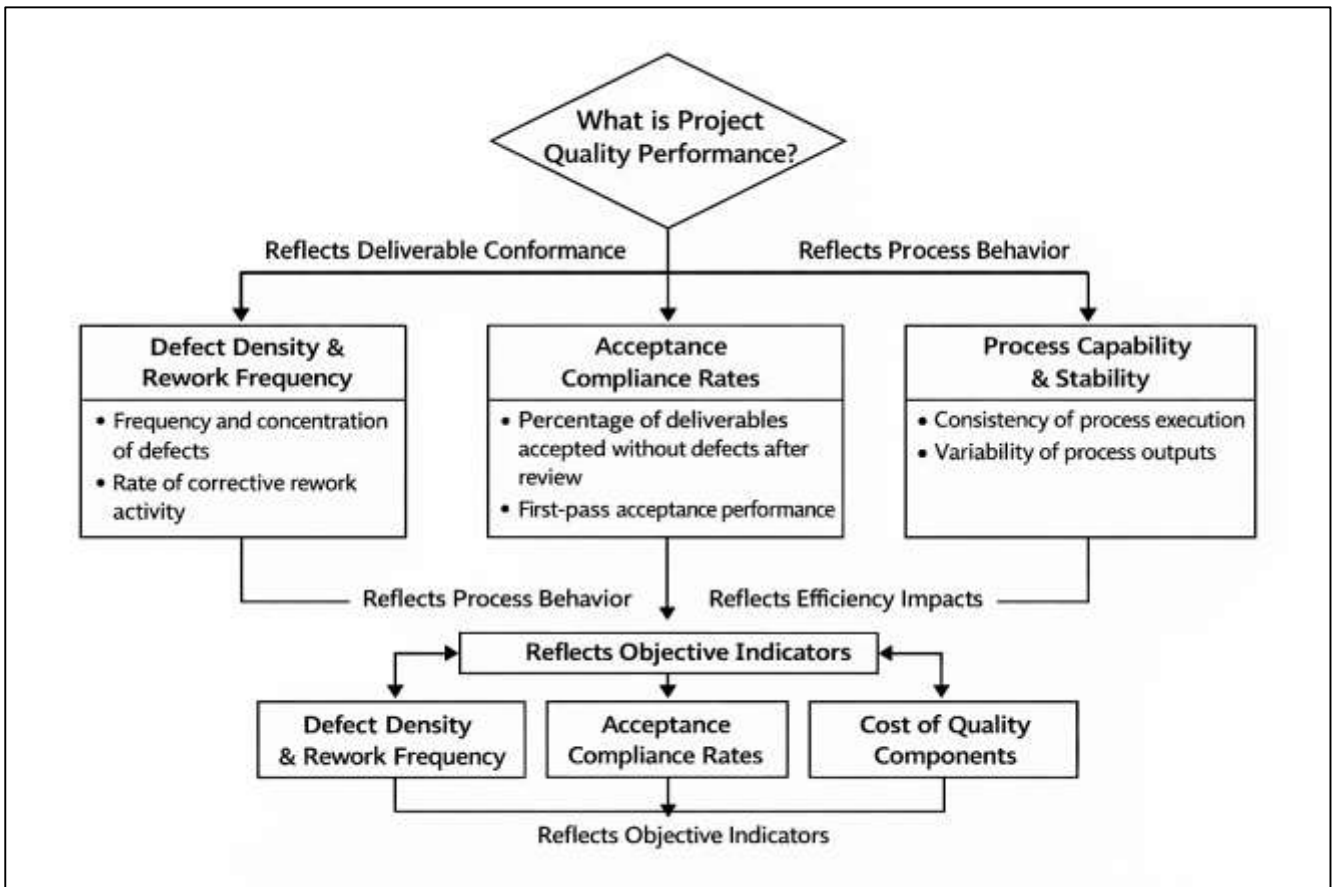 What is Project
Quality Performance?
Reflects Deliverable Conformance
Reflects Process Behavior
Defect Density &
Rework Frequency
• Frequency and concentration
of defects
• Rate of corrective rework
activity
Acceptance
Compliance Rates
• Percentage of deliverables
accepted without defects after
review
• First-pass acceptance performance
Process Capability
& Stability
• Consistency of process execution
• Variability of process outputs
Reflects Process Behavior
Reflects Efficiency Impacts
Reflects Objective Indicators
Defect Density
& Rework Frequency
Acceptance
Compliance Rates
Cost of Quality
Components
Reflects Objective Indicators